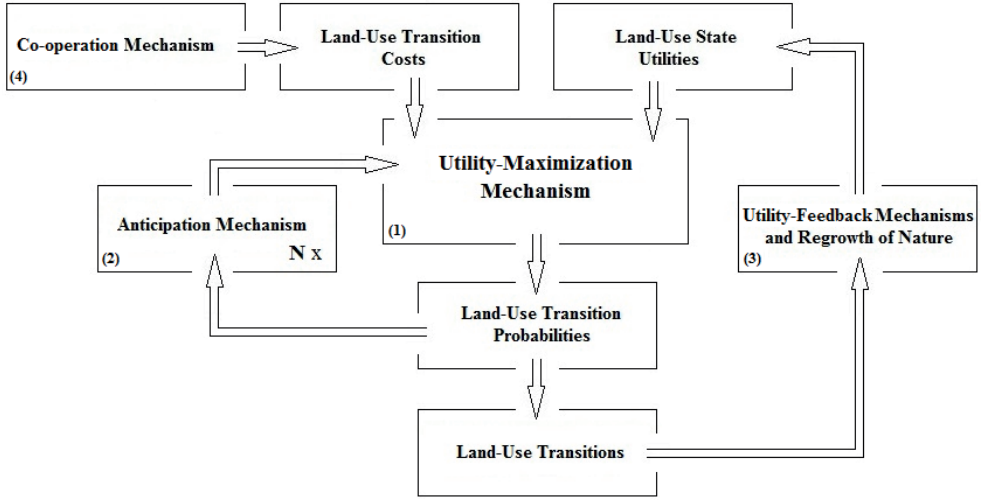 Co-operation Mechanism
(4)
Land-Use Transition
Costs
Land-Use State
Utilities
Utility-Maximization
Mechanism
(1)
Anticipation Mechanism
(2)
N x
Utility-Feedback Mechanisms
and Regrowth of Nature
(3)
Land-Use Transition
Probabilities
Land-Use Transitions